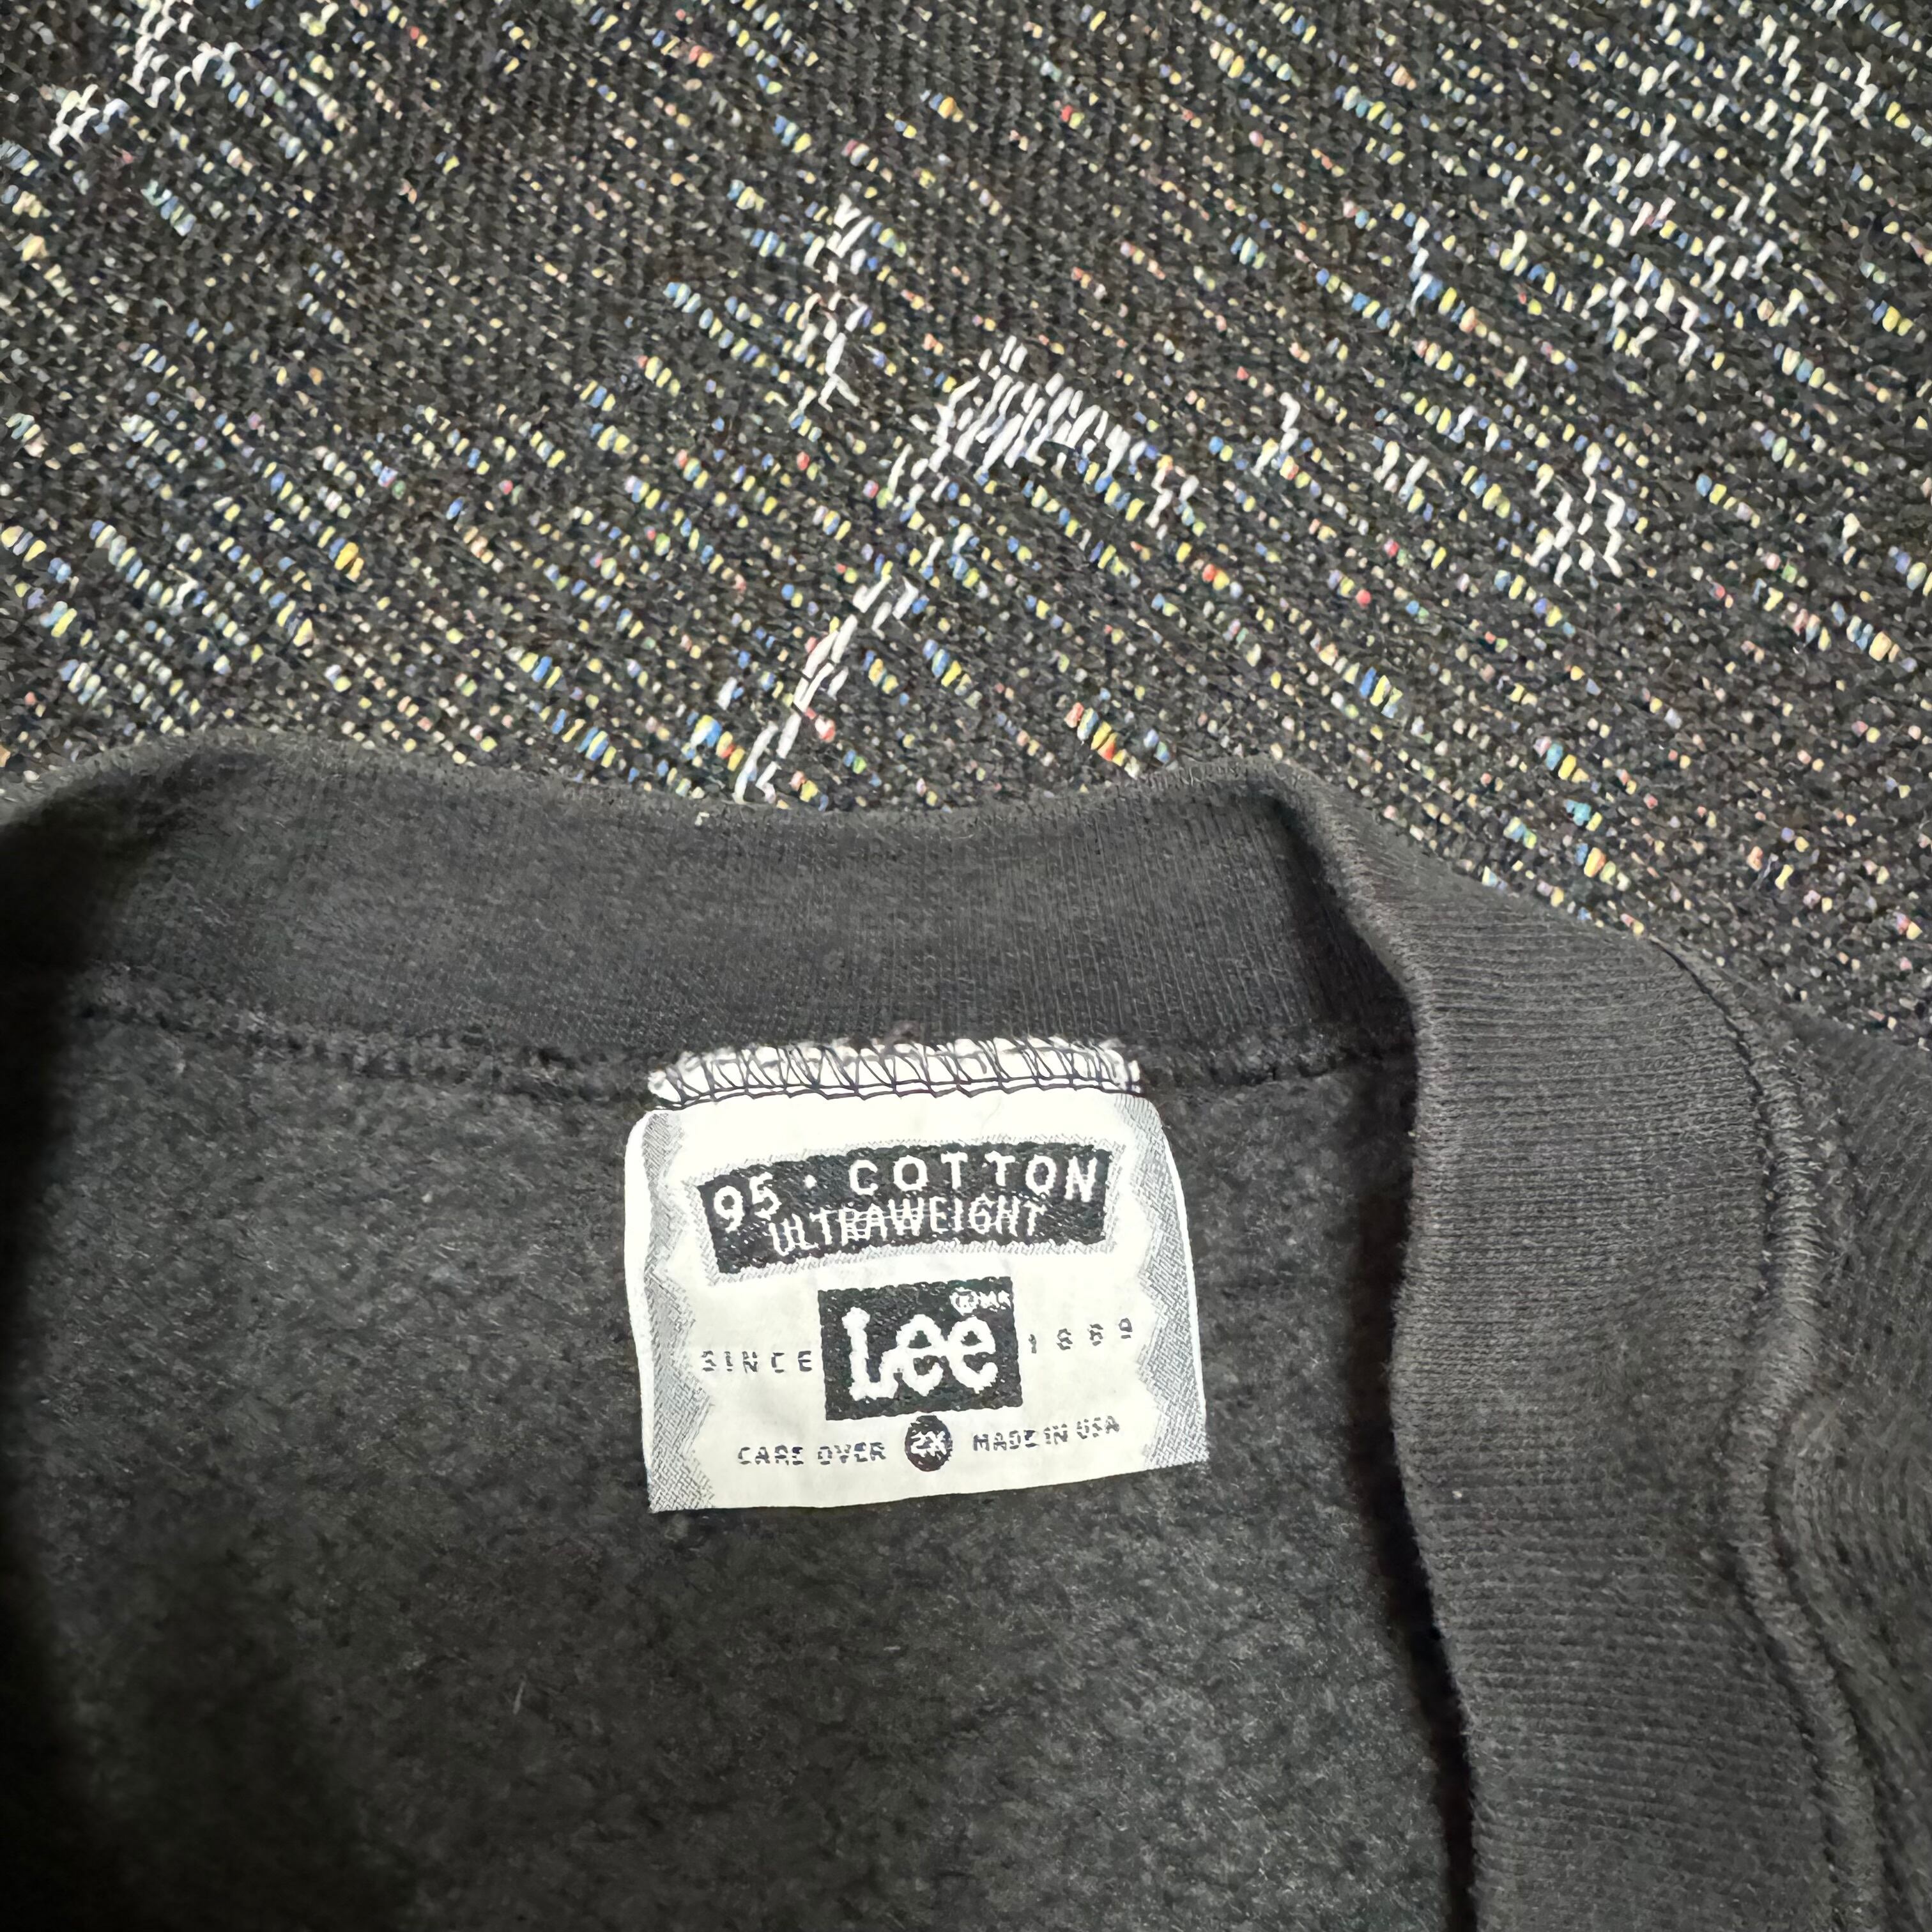 95 · COTTON
ULTRAWEIGHT
SINCE Lee 1889
CARE OVER 2X MADE IN USA